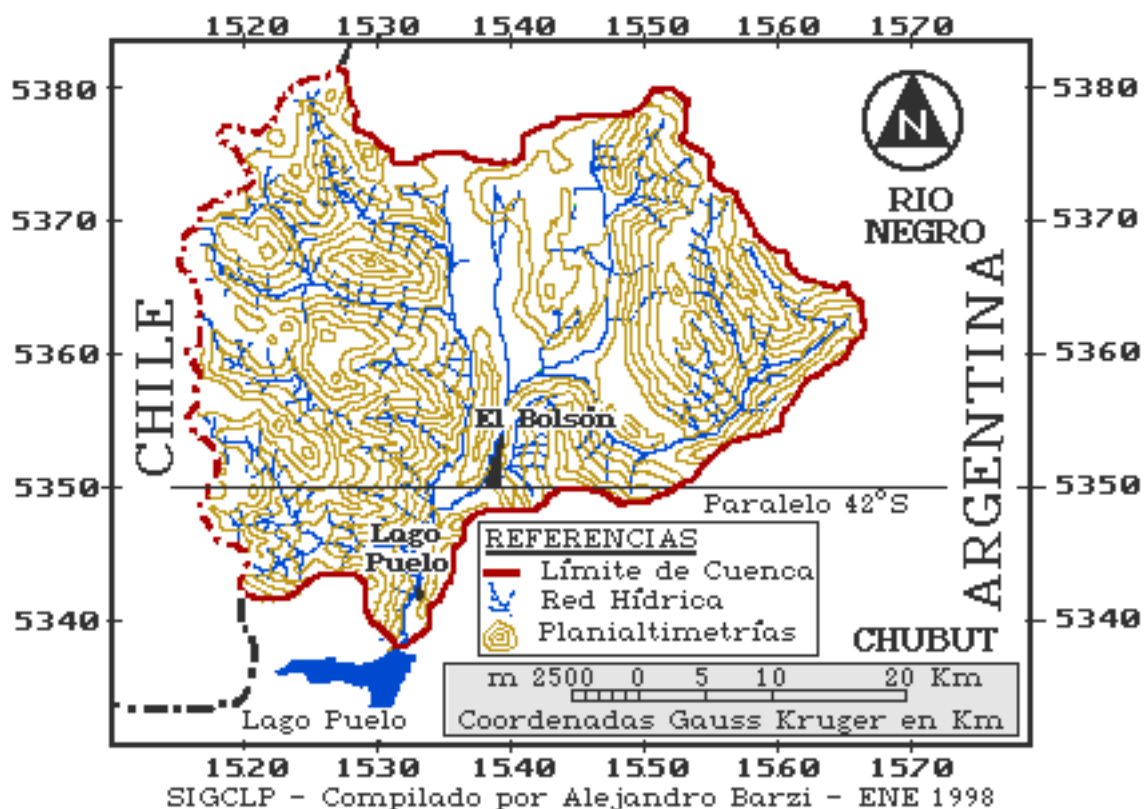 1520 1530 1540 1550 1560 1570
5380 5380
N
RIO
NEGRO
5370 5370
CHILE
ARGENTINA
5360 5360
El Bolsón
5350 5350
Paralelo 42°S
Lago
Puelo
REFERENCIAS
Límite de Cuenca
Red Hídrica
Planialtimetrías
5340 5340
CHUBUT
m 2500 0 5 10 20 Km
Coordenadas Gauss Kruger en Km
Lago Puelo
1520 1530 1540 1550 1560 1570
SIGCLP - Compilado por Alejandro Barzi - ENE 1998